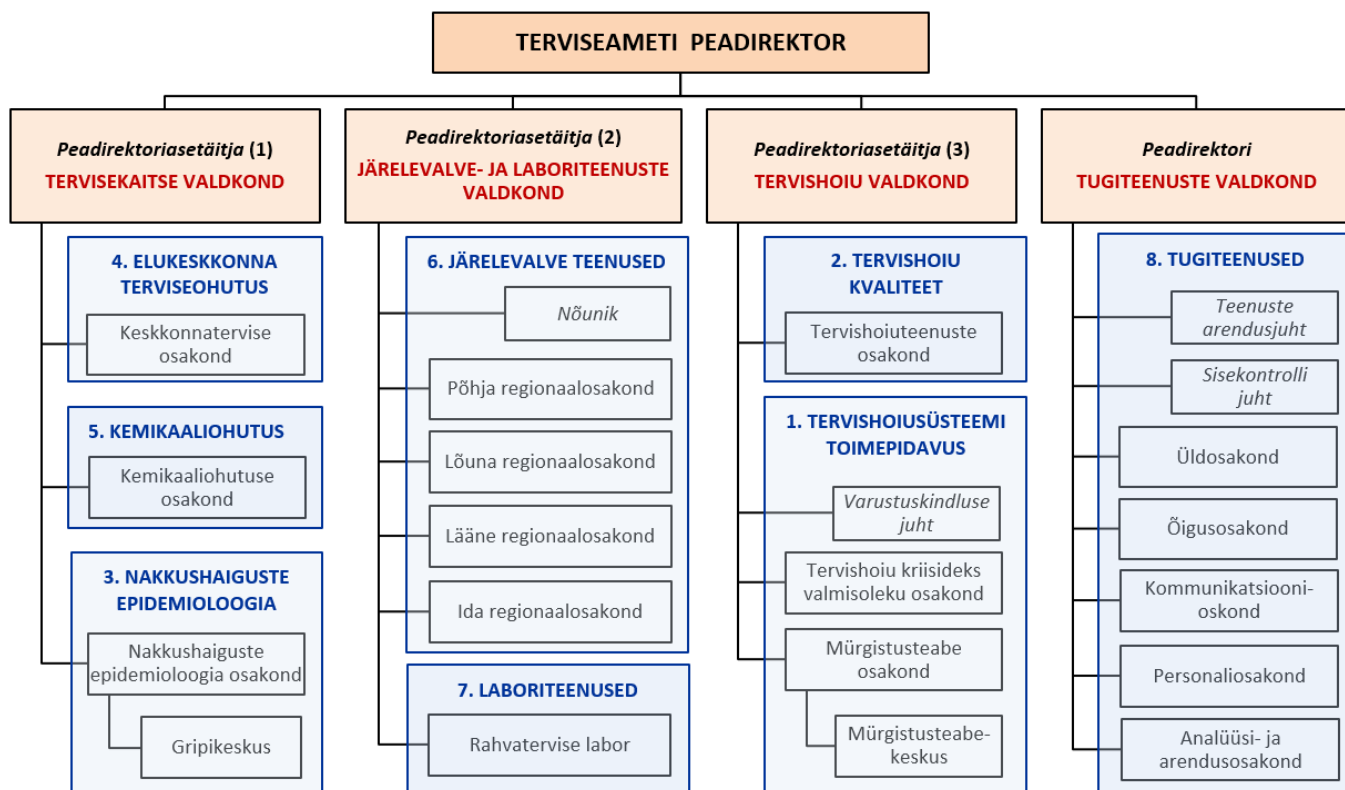 TERVISEAMETI PEADIREKTOR
Peadirektoriasetäitja (1)
TERVISEKAITSE VALDKOND
4. ELUKESKKONNA
TERVISEOHUTUS
Keskkonnatervise
osakond
5. KEMIKAALIOHUTUS
Kemikaaliohutuse
osakond
3. NAKKUSHAIGUSTE
EPIDEMIOLOOGIA
Nakkushaiguste
epidemioloogia osakond
Gripikeskus
Peadirektoriasetäitja (2)
JÄRELEVALVE- JA LABORITEENUSTE
VALDKOND
6. JÄRELEVALVE TEENUSED
Nõunik
Põhja regionaalosakond
Lõuna regionaalosakond
Lääne regionaalosakond
Ida regionaalosakond
7. LABORITEENUSED
Rahvatervise labor
Peadirektoriasetäitja (3)
TERVISHOIU VALDKOND
2. TERVISHOIU
KVALITEET
Tervishoiuteenuste
osakond
1. TERVISHOIUSÜSTEEMI
TOIMEPIDAVUS
Varustuskindluse
juht
Tervishoiu kriisideks
valmisoleku osakond
Mürgistusteabe
osakond
Mürgistusteabe-
keskus
Peadirektori
TUGITEENUSTE VALDKOND
8. TUGITEENUSED
Teenuste
arendusjuht
Sisekontrolli
juht
Üldosakond
Õigusosakond
Kommunikatsiooni-
oskond
Personaliosakond
Analüüsi- ja
arendusosakond